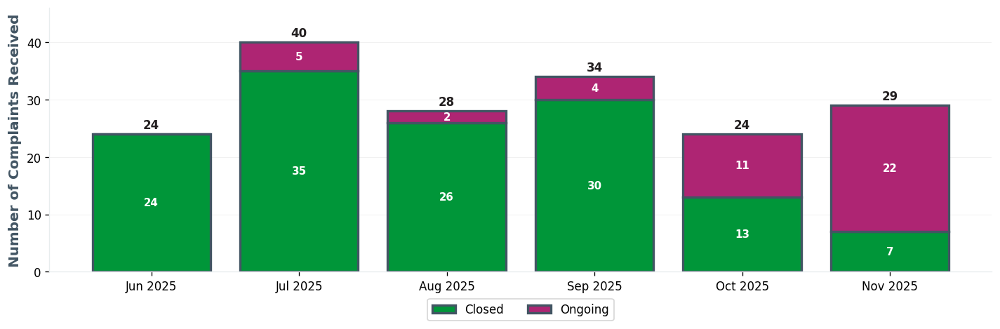 Number of Complaints Received
40
30
20
10
0
24
24
40
5
35
28
2
26
34
4
30
24
11
13
29
22
7
Jun 2025
Jul 2025
Aug 2025
Sep 2025
Oct 2025
Nov 2025
Closed
Ongoing